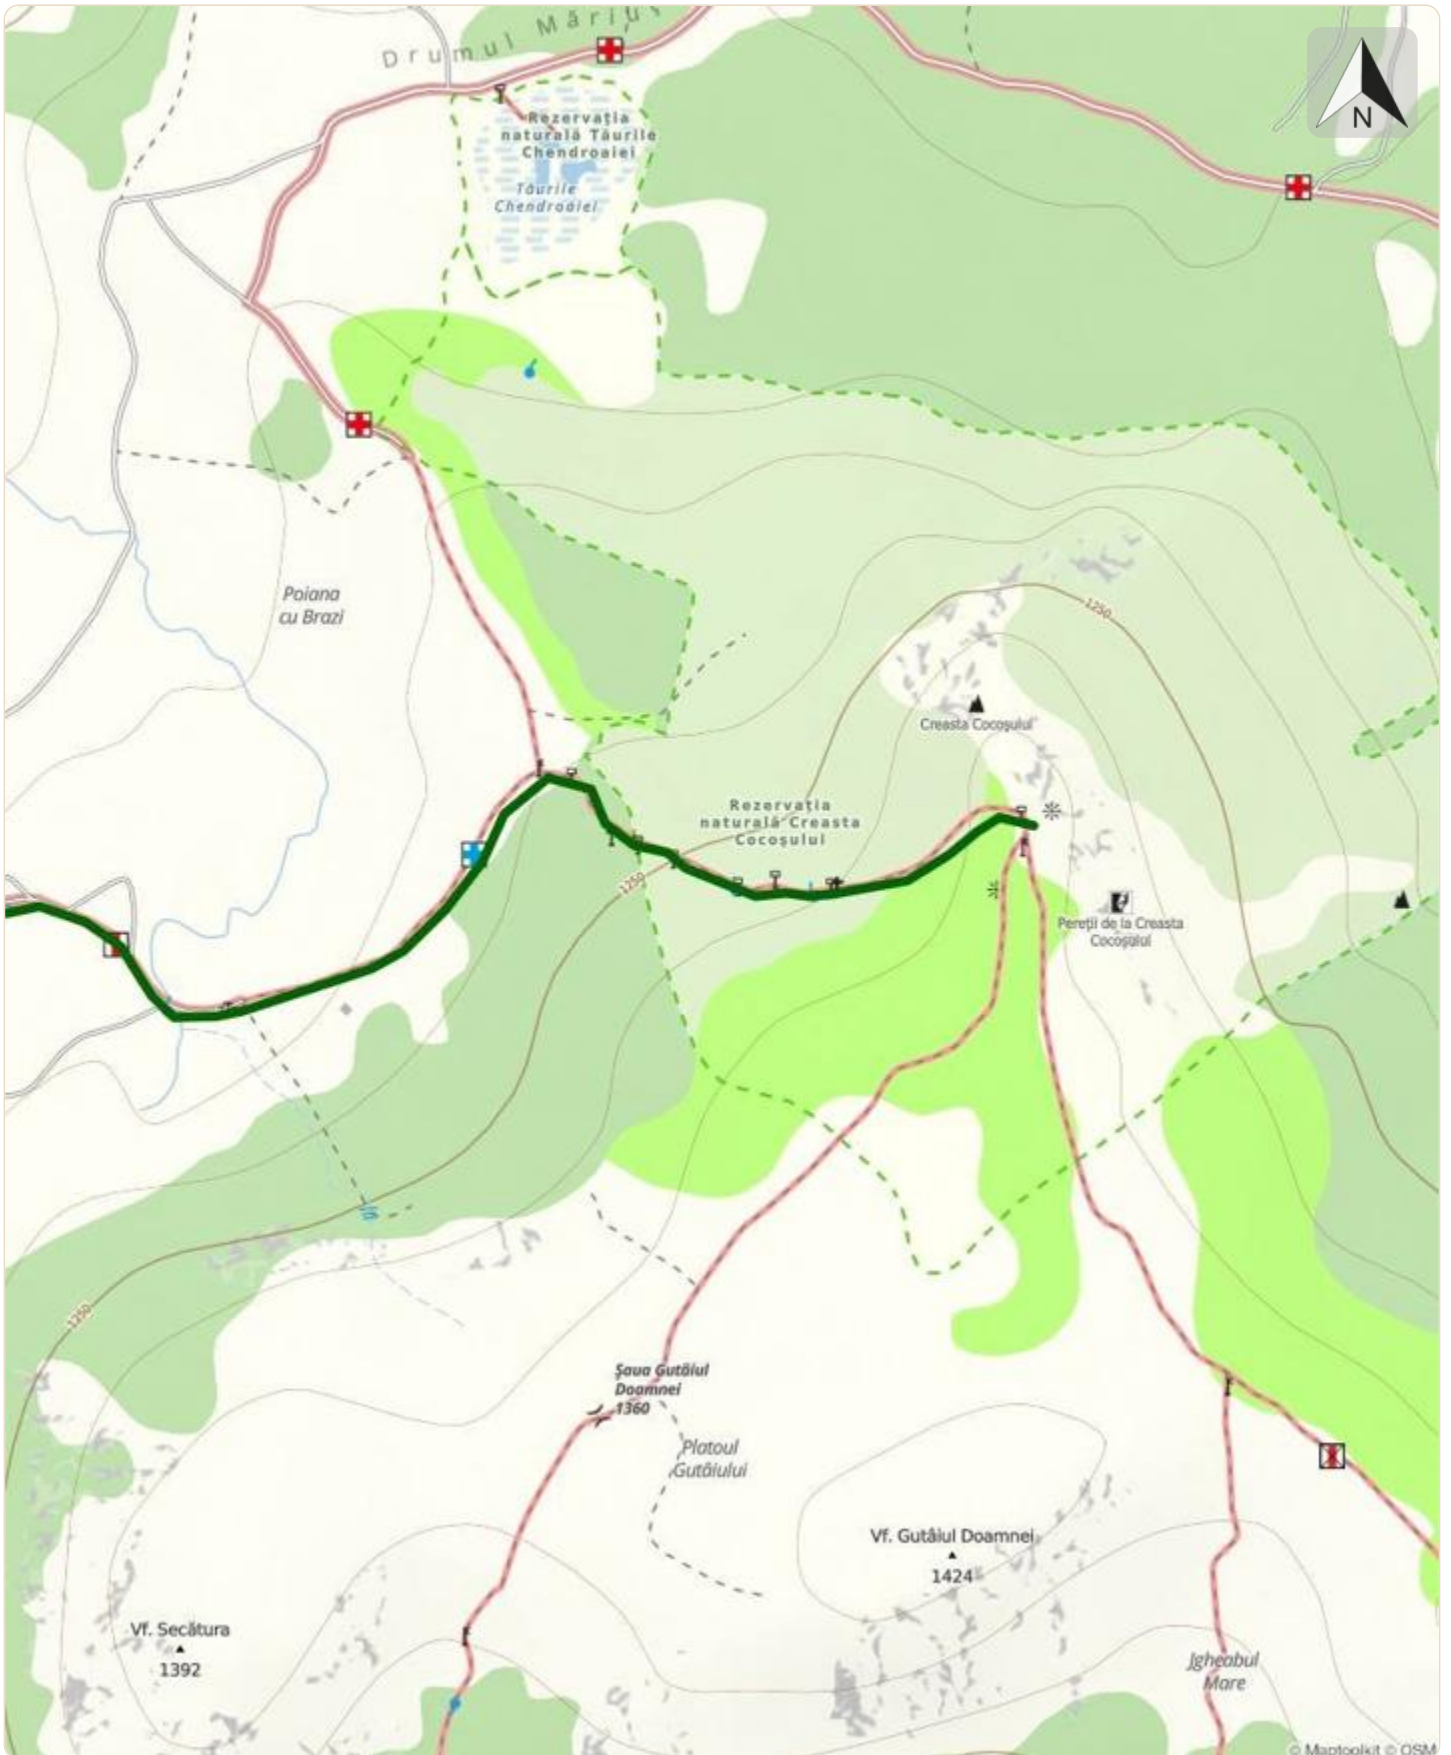 Drumul Măriuș
N
Rezervația
naturală Tăurile
Chendroaiei
Tăurile
Chendroaiei
Poiana
cu Brazi
1250
Creasta Cocoșului
Rezervația
naturală Creasta
Cocoșului
1250
Pereții de la Creasta
Cocoșului
1250
Șaua Gutâiul
Doamnei
1360
Platoul
Gutâiului
Vf. Gutâiul Doamnei
1424
Vf. Secătura
1392
Jgheabul
Mare
© Maptoolkit © OSM